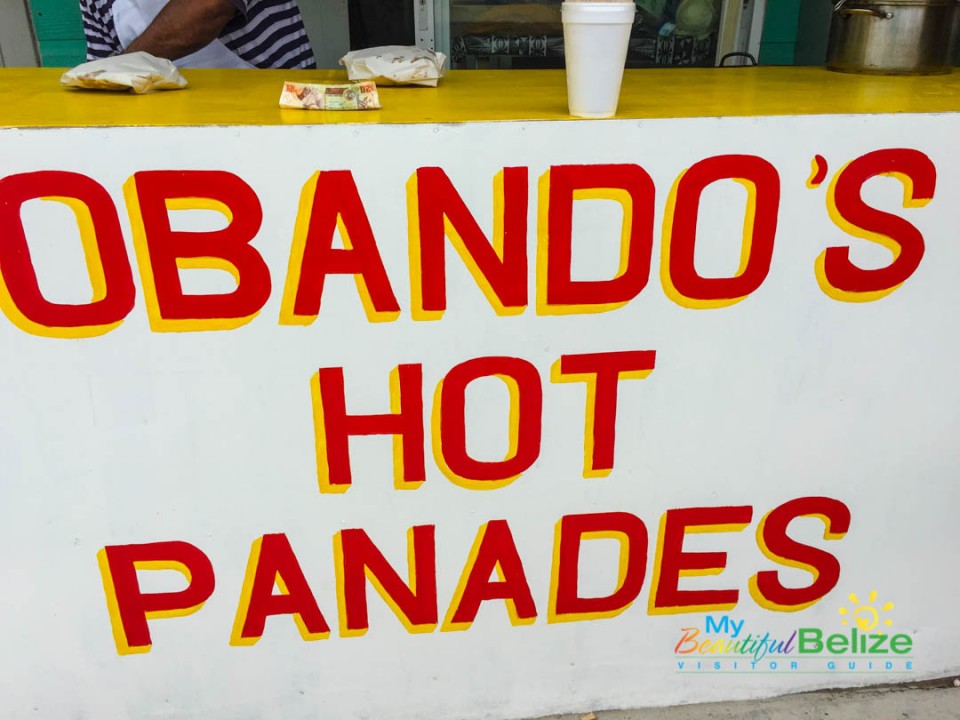 OBANDO'S
HOT
PANADES
My
Beautiful Belize
VISITOR GUIDE